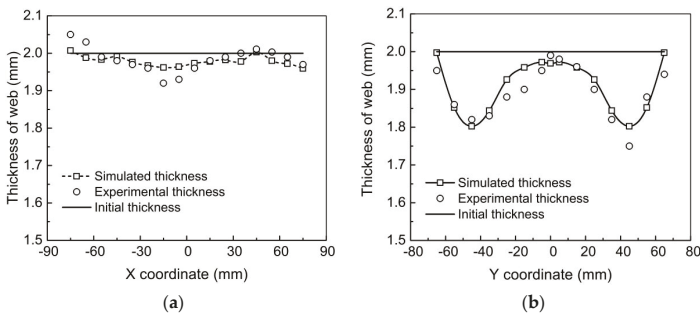 (a)
2.1
2.0
1.9
1.8
1.7
1.6
1.5
Thickness of web (mm)
Simulated thickness
Experimental thickness
Initial thickness
-90 -60 -30 0 30 60 90
X coordinate (mm)
(a)
(b)
2.1
2.0
1.9
1.8
1.7
1.6
1.5
Thickness of web (mm)
Simulated thickness
Experimental thickness
Initial thickness
-80 -60 -40 -20 0 20 40 60 80
Y coordinate (mm)
(b)